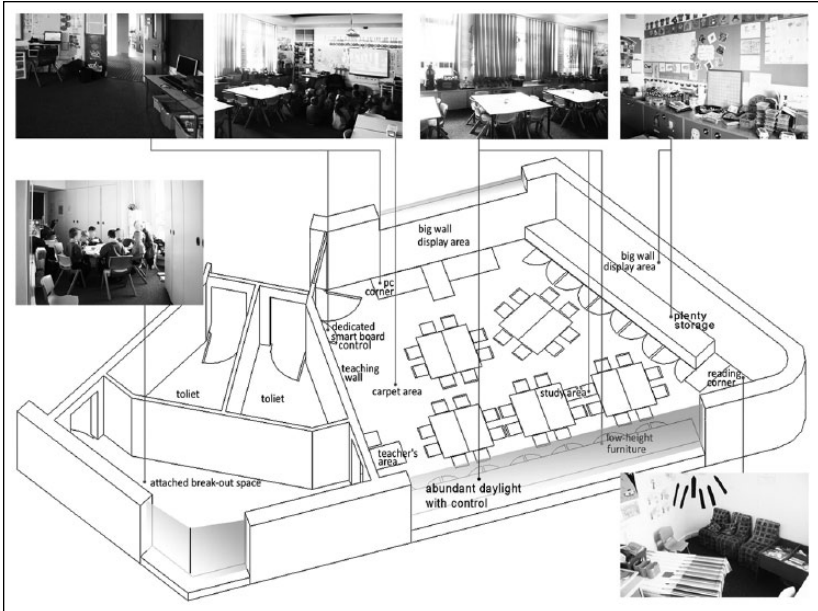 big wall
display area
big wall
display area
pc
corner
plenty
storage
dedicated
smart board
control
teaching
wall
reading
corner
toliet
toliet
carpet area
study area
teacher's
area
low-height
furniture
attached break-out space
abundant daylight
with control